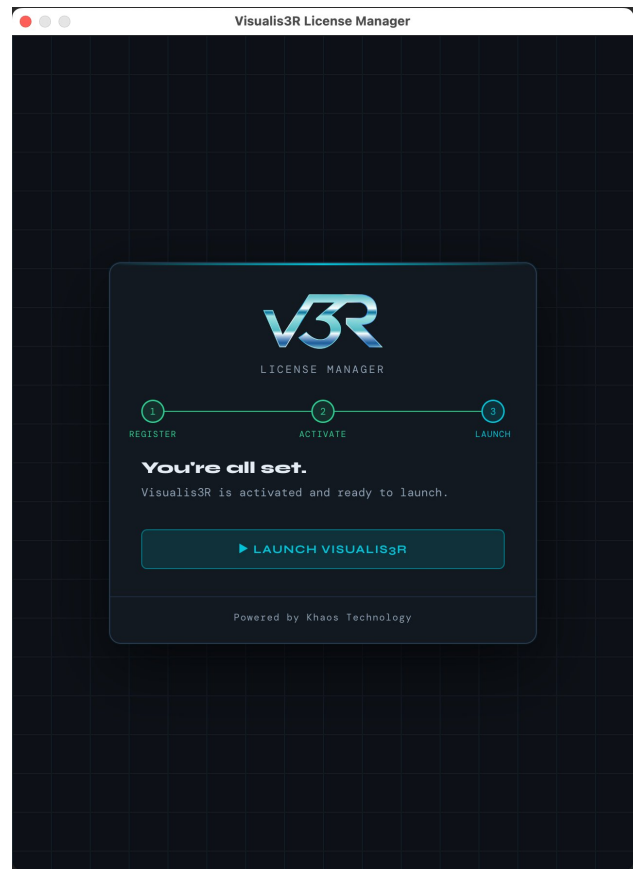 Visualis3R License Manager
V3R
LICENSE MANAGER
1 2 3
REGISTER ACTIVATE LAUNCH
You're all set.
Visualis3R is activated and ready to launch.
▶ LAUNCH VISUALIS3R
Powered by Khaos Technology